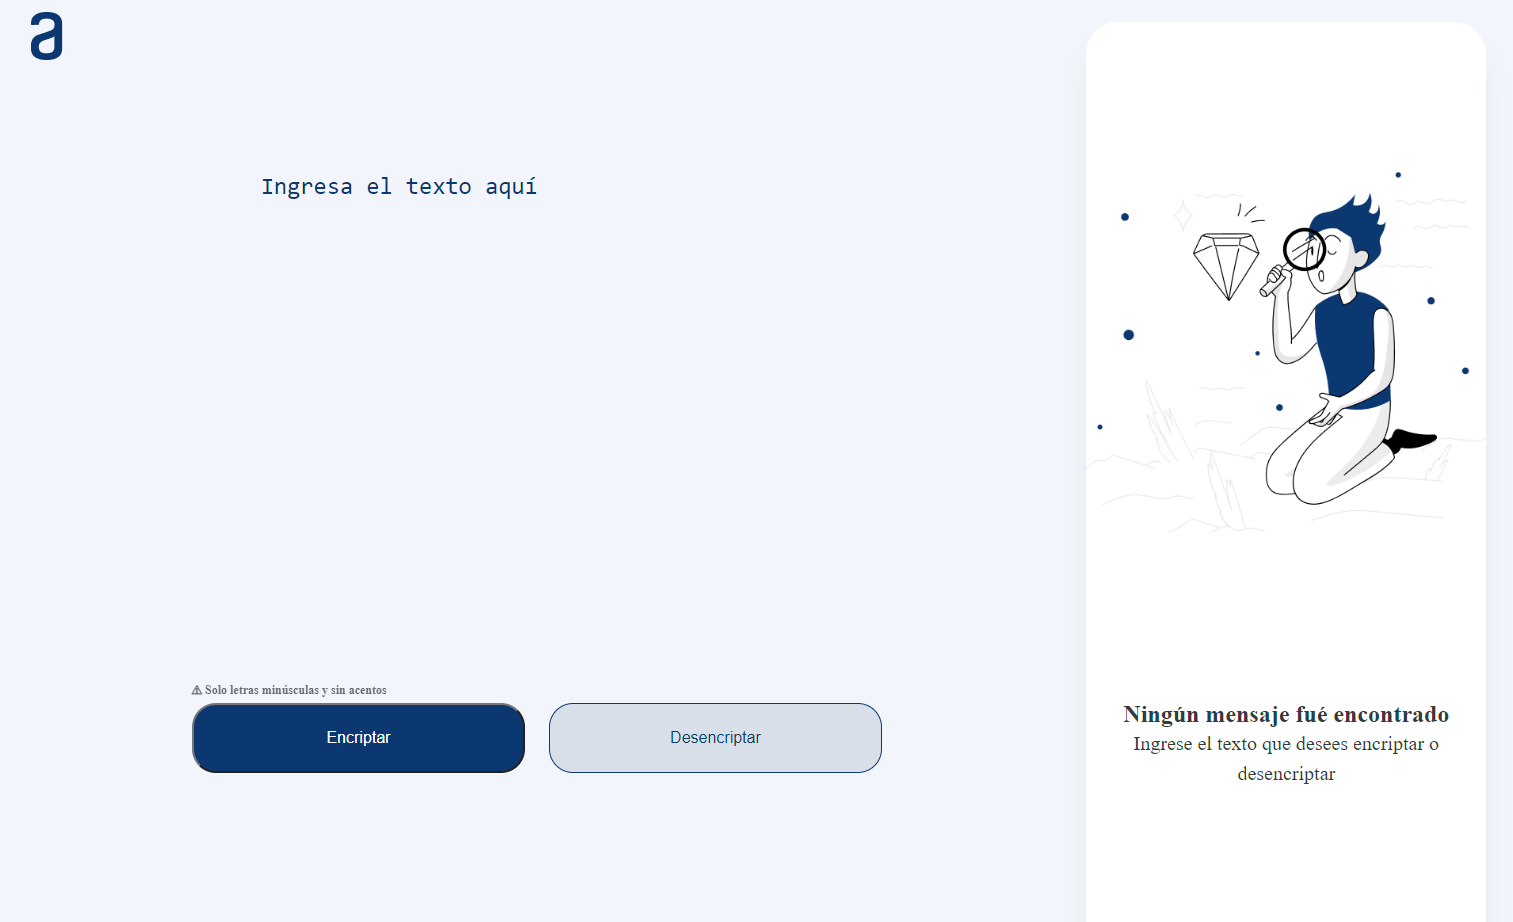 a
Ingresa el texto aquí
⚠ Solo letras minúsculas y sin acentos
Encriptar
Desencriptar
Ningún mensaje fué encontrado
Ingrese el texto que desees encriptar o
desencriptar